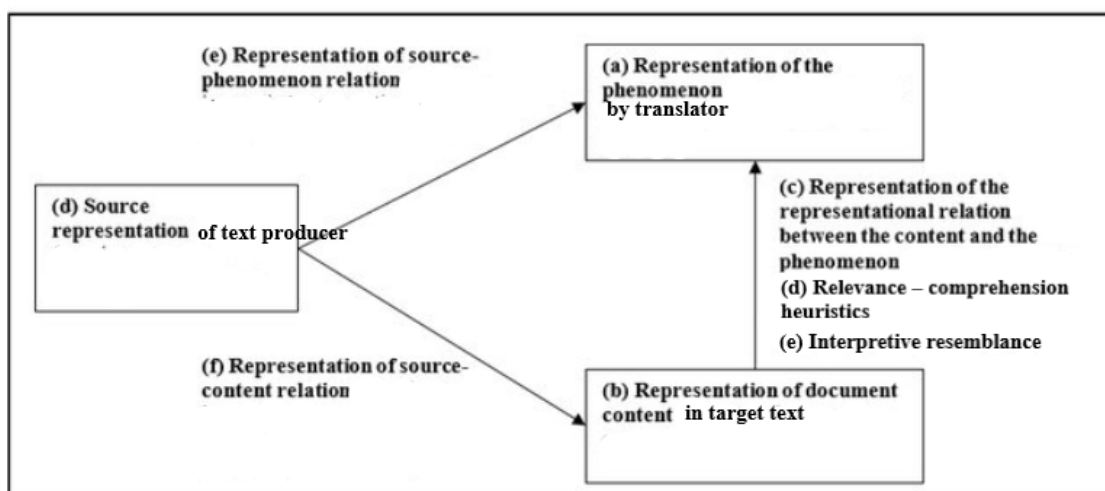 (e) Representation of source-
phenomenon relation
(a) Representation of the
phenomenon
by translator
(d) Source
representation of text producer
(c) Representation of the
representational relation
between the content and the
phenomenon
(d) Relevance – comprehension
heuristics
(e) Interpretive resemblance
(f) Representation of source-
content relation
(b) Representation of document
content in target text